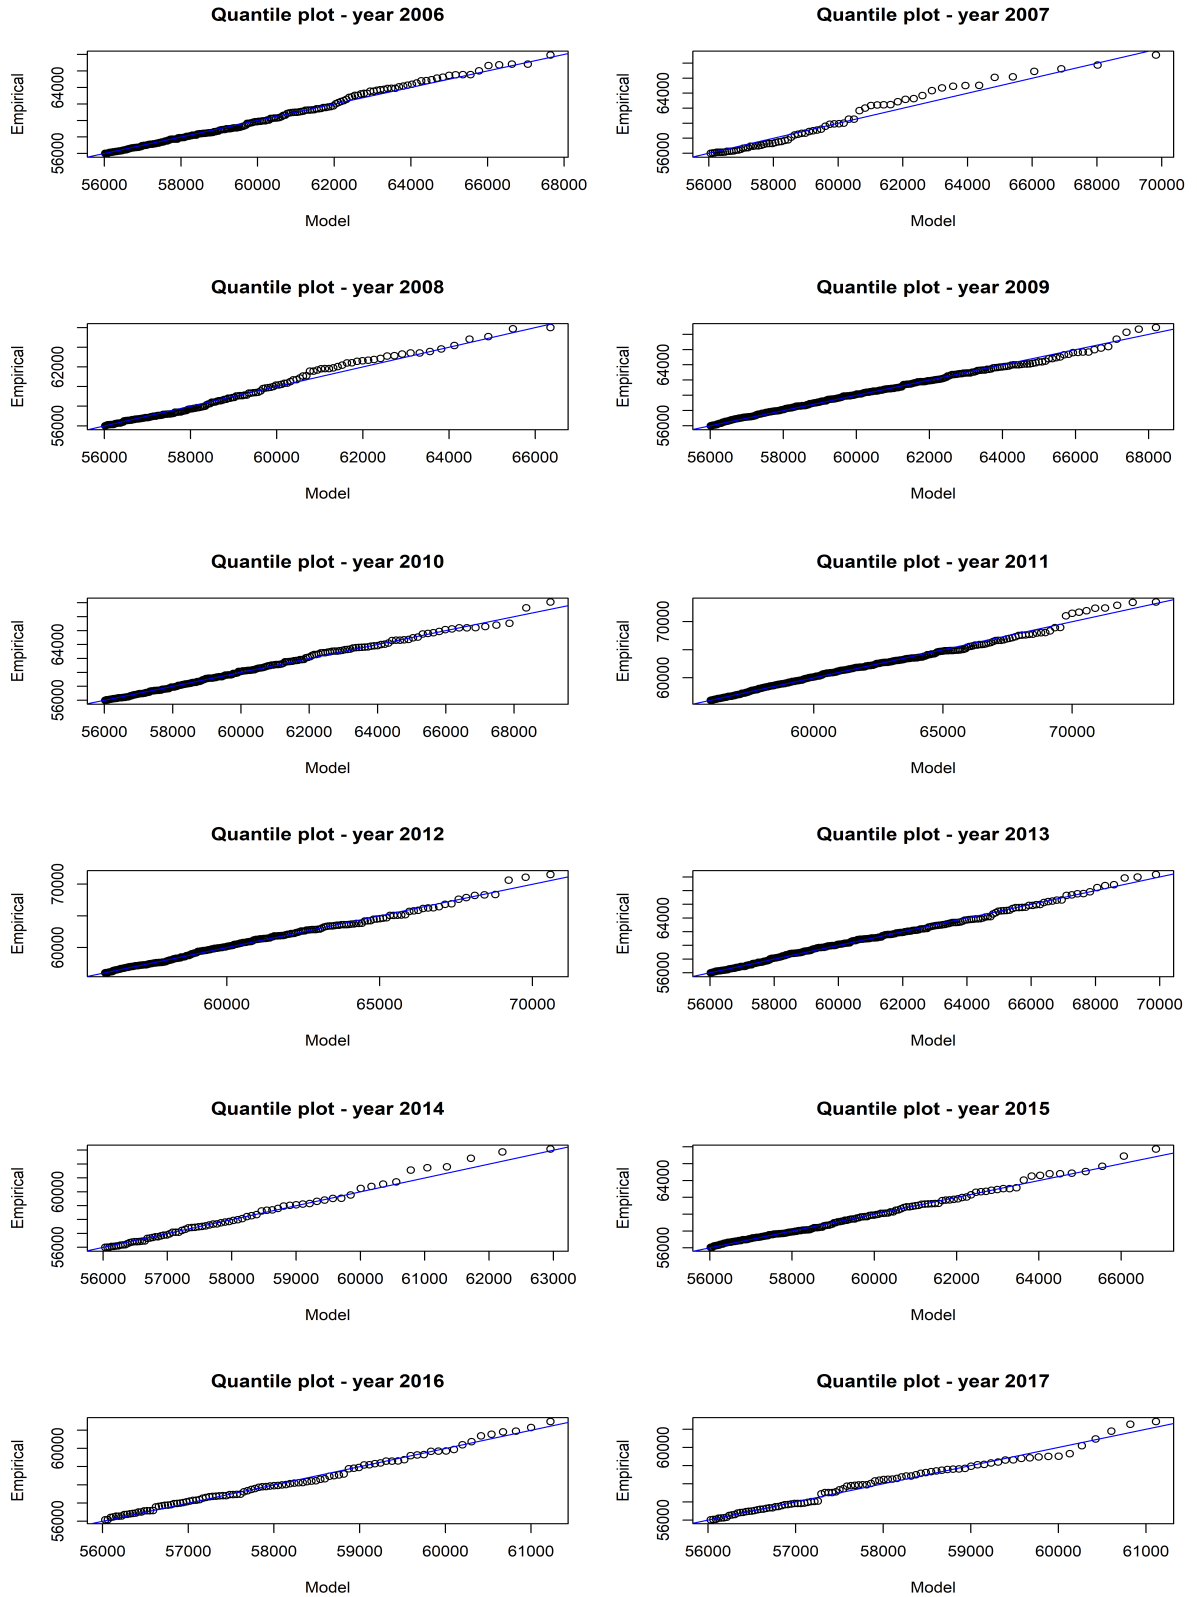 Quantile plot - year 2006
Quantile plot - year 2007
Empirical
56000 64000
56000 58000 60000 62000 64000 66000 68000
Model
Empirical
56000 64000
56000 58000 60000 62000 64000 66000 68000 70000
Model
Quantile plot - year 2008
Quantile plot - year 2009
Empirical
56000 62000
56000 58000 60000 62000 64000 66000
Model
Empirical
56000 64000
56000 58000 60000 62000 64000 66000 68000
Model
Quantile plot - year 2010
Quantile plot - year 2011
Empirical
56000 64000
56000 58000 60000 62000 64000 66000 68000
Model
Empirical
60000 70000
60000 65000 70000
Model
Quantile plot - year 2012
Quantile plot - year 2013
Empirical
60000 70000
60000 65000 70000
Model
Empirical
56000 64000
56000 58000 60000 62000 64000 66000 68000 70000
Model
Quantile plot - year 2014
Quantile plot - year 2015
Empirical
56000 60000
56000 57000 58000 59000 60000 61000 62000 63000
Model
Empirical
56000 64000
56000 58000 60000 62000 64000 66000
Model
Quantile plot - year 2016
Quantile plot - year 2017
Empirical
56000 60000
56000 57000 58000 59000 60000 61000
Model
Empirical
56000 60000
56000 57000 58000 59000 60000 61000
Model